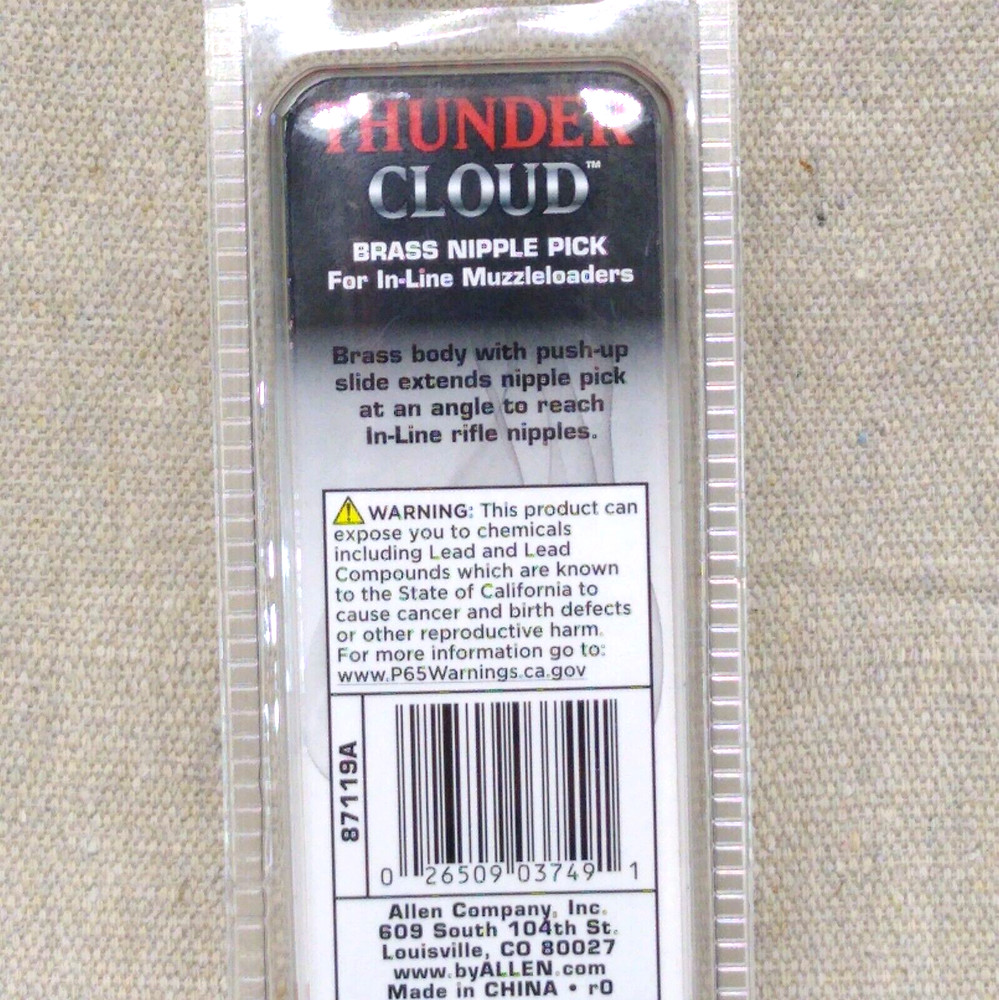 THUNDER
CLOUD™
BRASS NIPPLE PICK
For In-Line Muzzleloaders
Brass body with push-up
slide extends nipple pick
at an angle to reach
In-Line rifle nipples.
WARNING: This product can
expose you to chemicals
including Lead and Lead
Compounds which are known
to the State of California to
cause cancer and birth defects
or other reproductive harm.
For more information go to:
www.P65Warnings.ca.gov
87119A
0 26509 03749 1
Allen Company, Inc.
609 South 104th St.
Louisville, CO 80027
www.byALLEN.com
Made in CHINA • r0